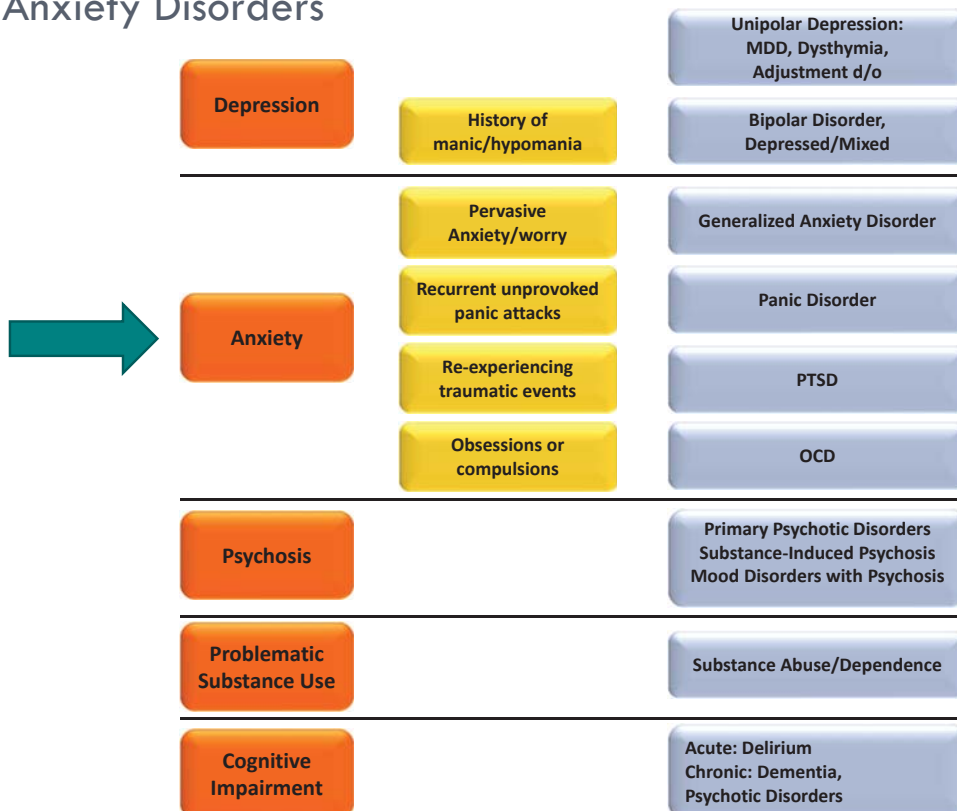 Anxiety Disorders
Depression
History of
manic/hypomania
Unipolar Depression:
MDD, Dysthymia,
Adjustment d/o
Bipolar Disorder,
Depressed/Mixed
Anxiety
Pervasive
Anxiety/worry
Generalized Anxiety Disorder
Recurrent unprovoked
panic attacks
Panic Disorder
Re-experiencing
traumatic events
PTSD
Obsessions or
compulsions
OCD
Psychosis
Primary Psychotic Disorders
Substance-Induced Psychosis
Mood Disorders with Psychosis
Problematic
Substance Use
Substance Abuse/Dependence
Cognitive
Impairment
Acute: Delirium
Chronic: Dementia,
Psychotic Disorders